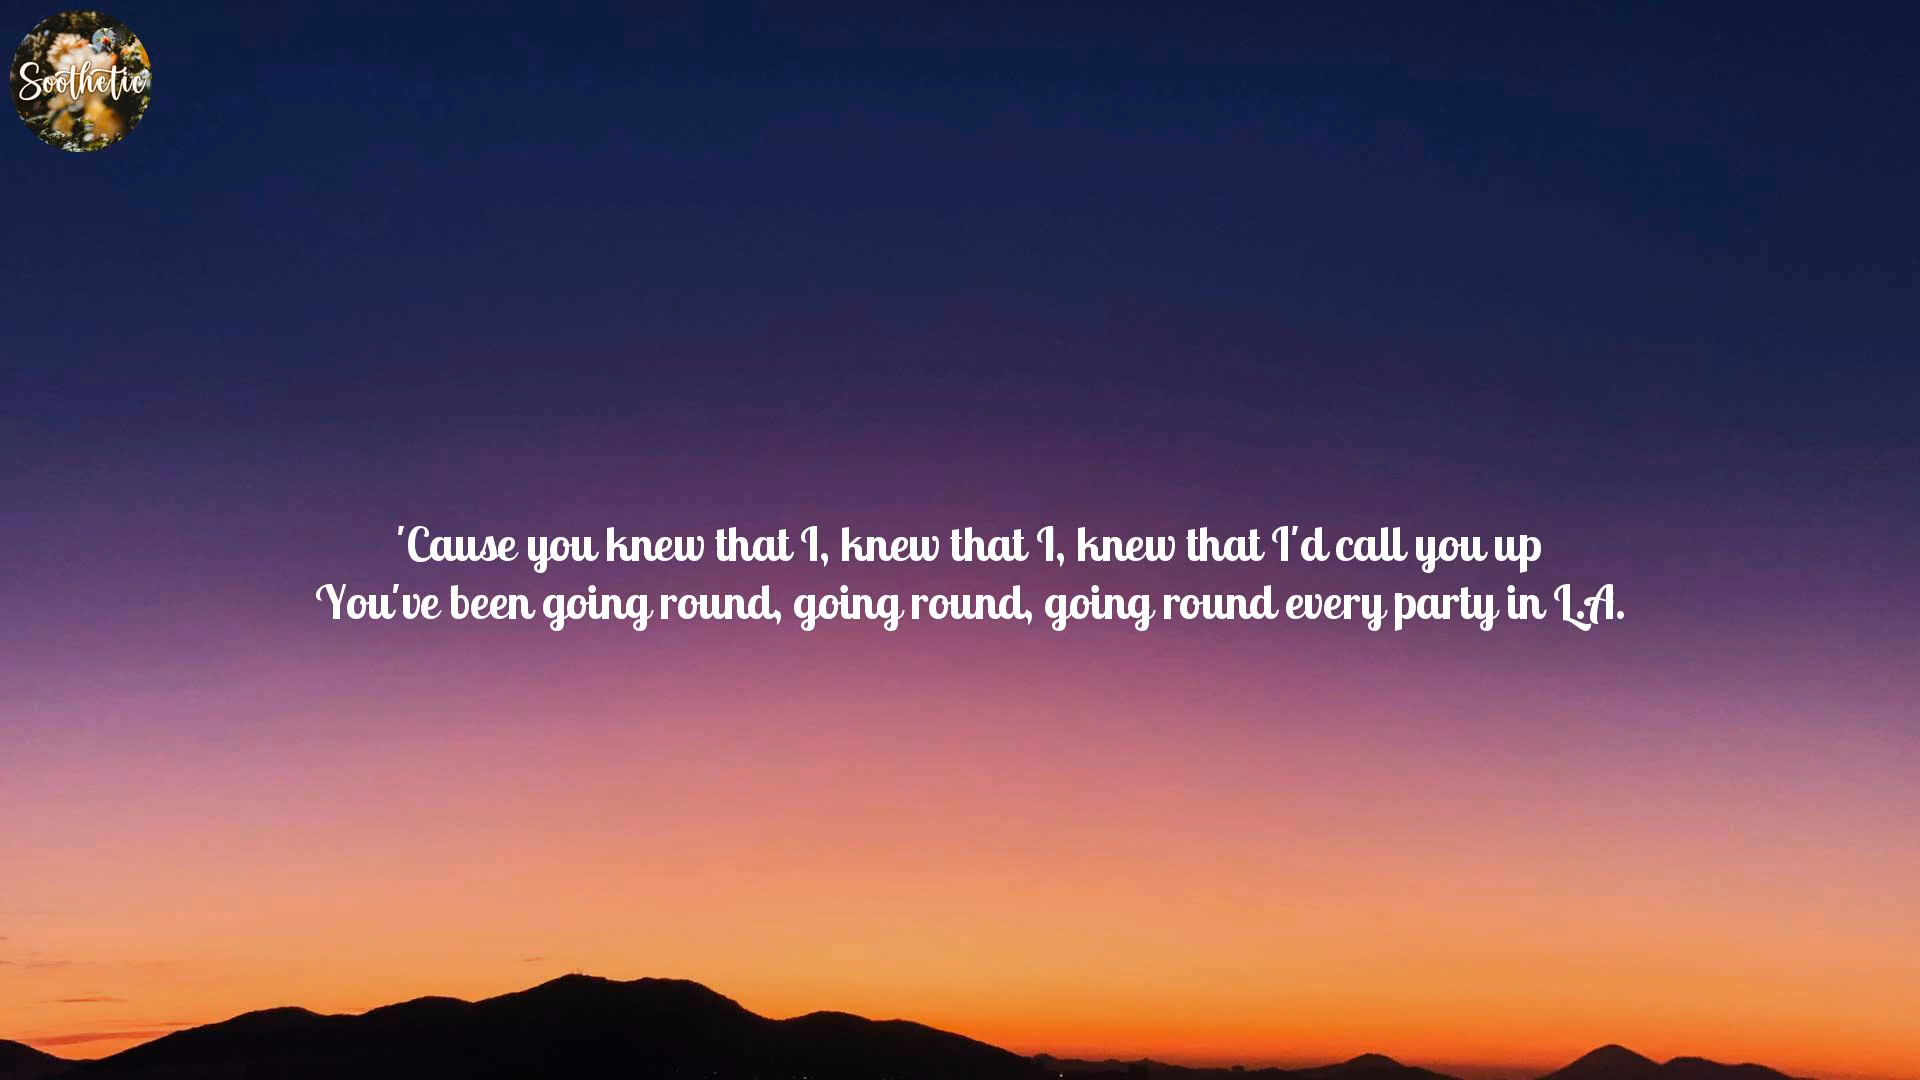 Soothetic
'Cause you knew that I, knew that I, knew that I'd call you up
You've been going round, going round, going round every party in L.A.